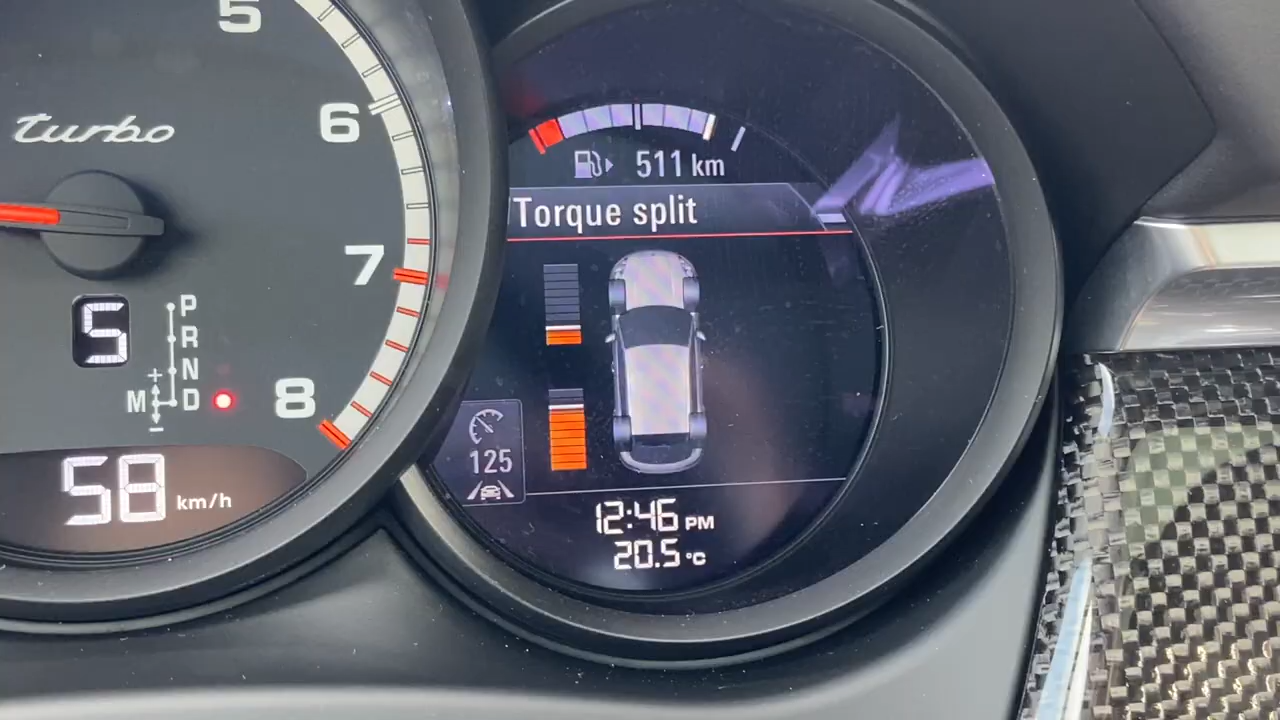 5
6
turbo
7
8
5
P
R
N
M D
+
-
58 km/h
511 km
Torque split
125
12:46 PM
20.5 °C